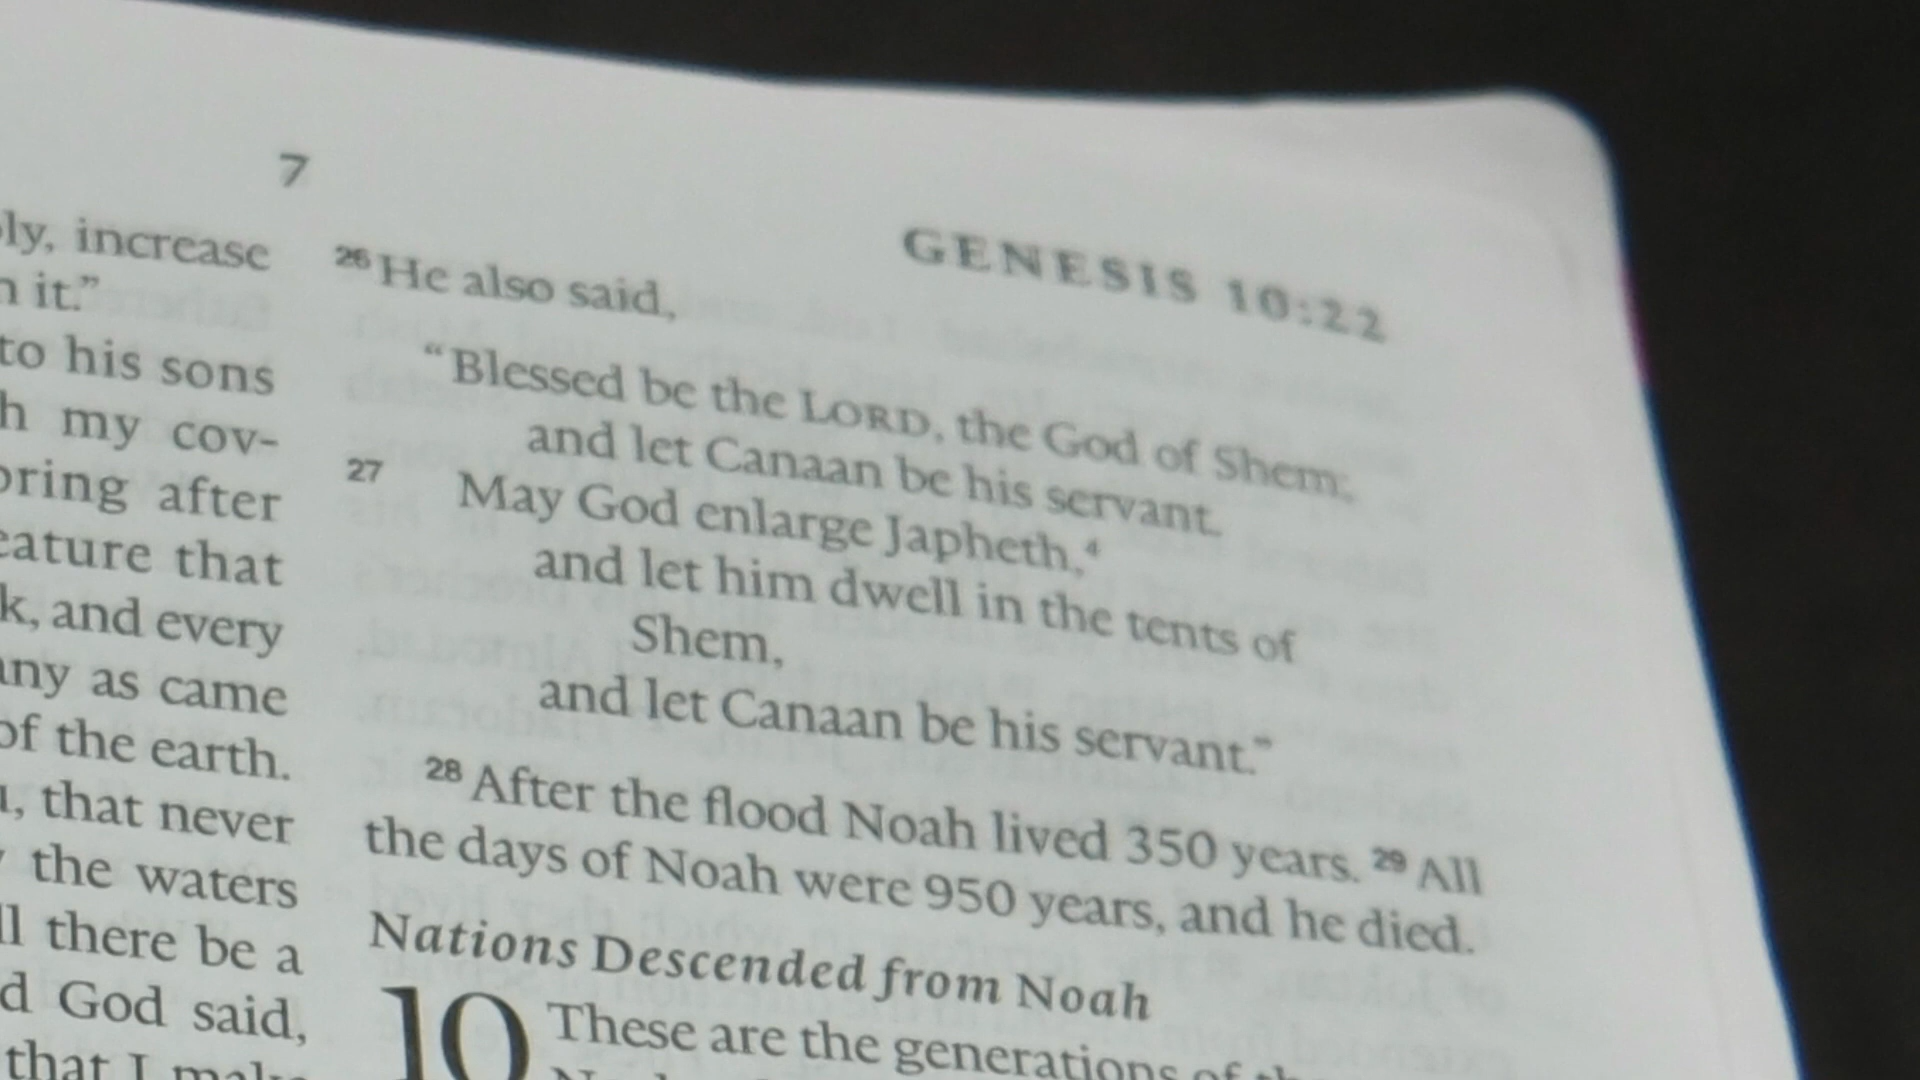 7
GENESIS 10:22
ly, increase
it.”
to his sons
h my cov-
after
that
k, and every
as came
of the earth.
, that never
the waters
ll there be a
d God said,
that I make
26 He also said,
“Blessed be the LORD, the God of Shem;
and let Canaan be his servant.
27 May God enlarge Japheth,4
and let him dwell in the tents of
Shem,
and let Canaan be his servant.”
28 After the flood Noah lived 350 years. 29 All
the days of Noah were 950 years, and he died.
Nations Descended from Noah
10 These are the generations of